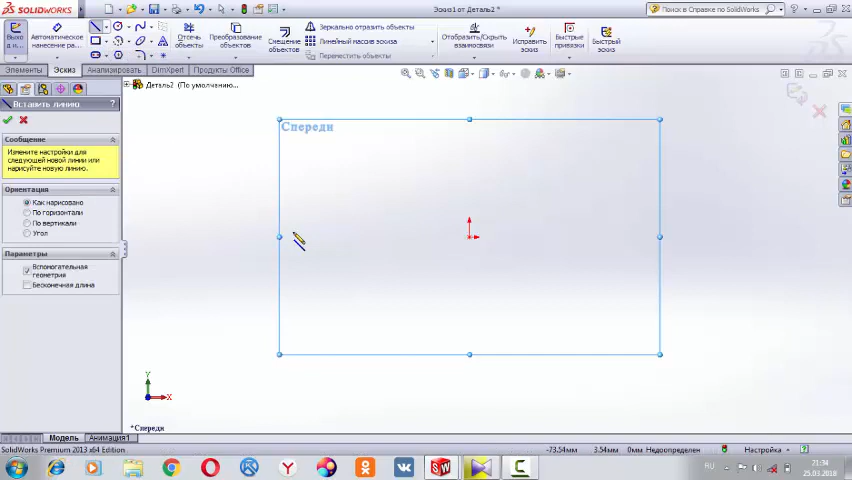 SOLIDWORKS
Эскиз1 от Деталь2 *
Поиск в справке SolidWorks
Выход из э...
Автоматическое нанесение ра...
Отсечь объекты
Преобразование объектов
Смещение объектов
Зеркально отразить объекты
Линейный массив эскиза
Переместить объекты
Отобразить/Скрыть взаимосвязи
Исправить эскиз
Быстрые привязки
Быстрый эскиз
Элементы
Эскиз
Анализировать
DimXpert
Продукты Office
Деталь2 (По умолчанию...
Вставить линию
Сообщение
Измените настройки для
следующей новой линии или
нарисуйте новую линию.
Ориентация
Как нарисовано
По горизонтали
По вертикали
Угол
Параметры
Вспомогательная
геометрия
Бесконечная длина
Спереди
Y
X
*Спереди
Модель
Анимация1
SolidWorks Premium 2013 x64 Edition
-73.54mm
3.54mm
0мм
Недоопределен
Настройка
RU
21:34
25.03.2018